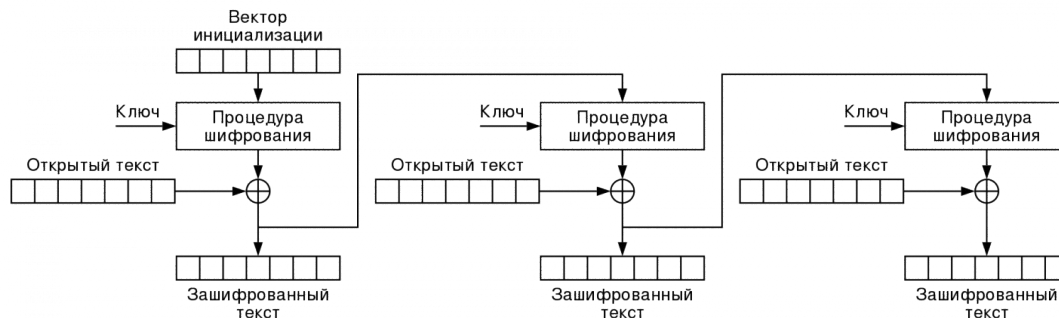 Вектор
инициализации
Ключ
Процедура
шифрования
Ключ
Процедура
шифрования
Ключ
Процедура
шифрования
Открытый текст
Открытый текст
Открытый текст
Зашифрованный
текст
Зашифрованный
текст
Зашифрованный
текст